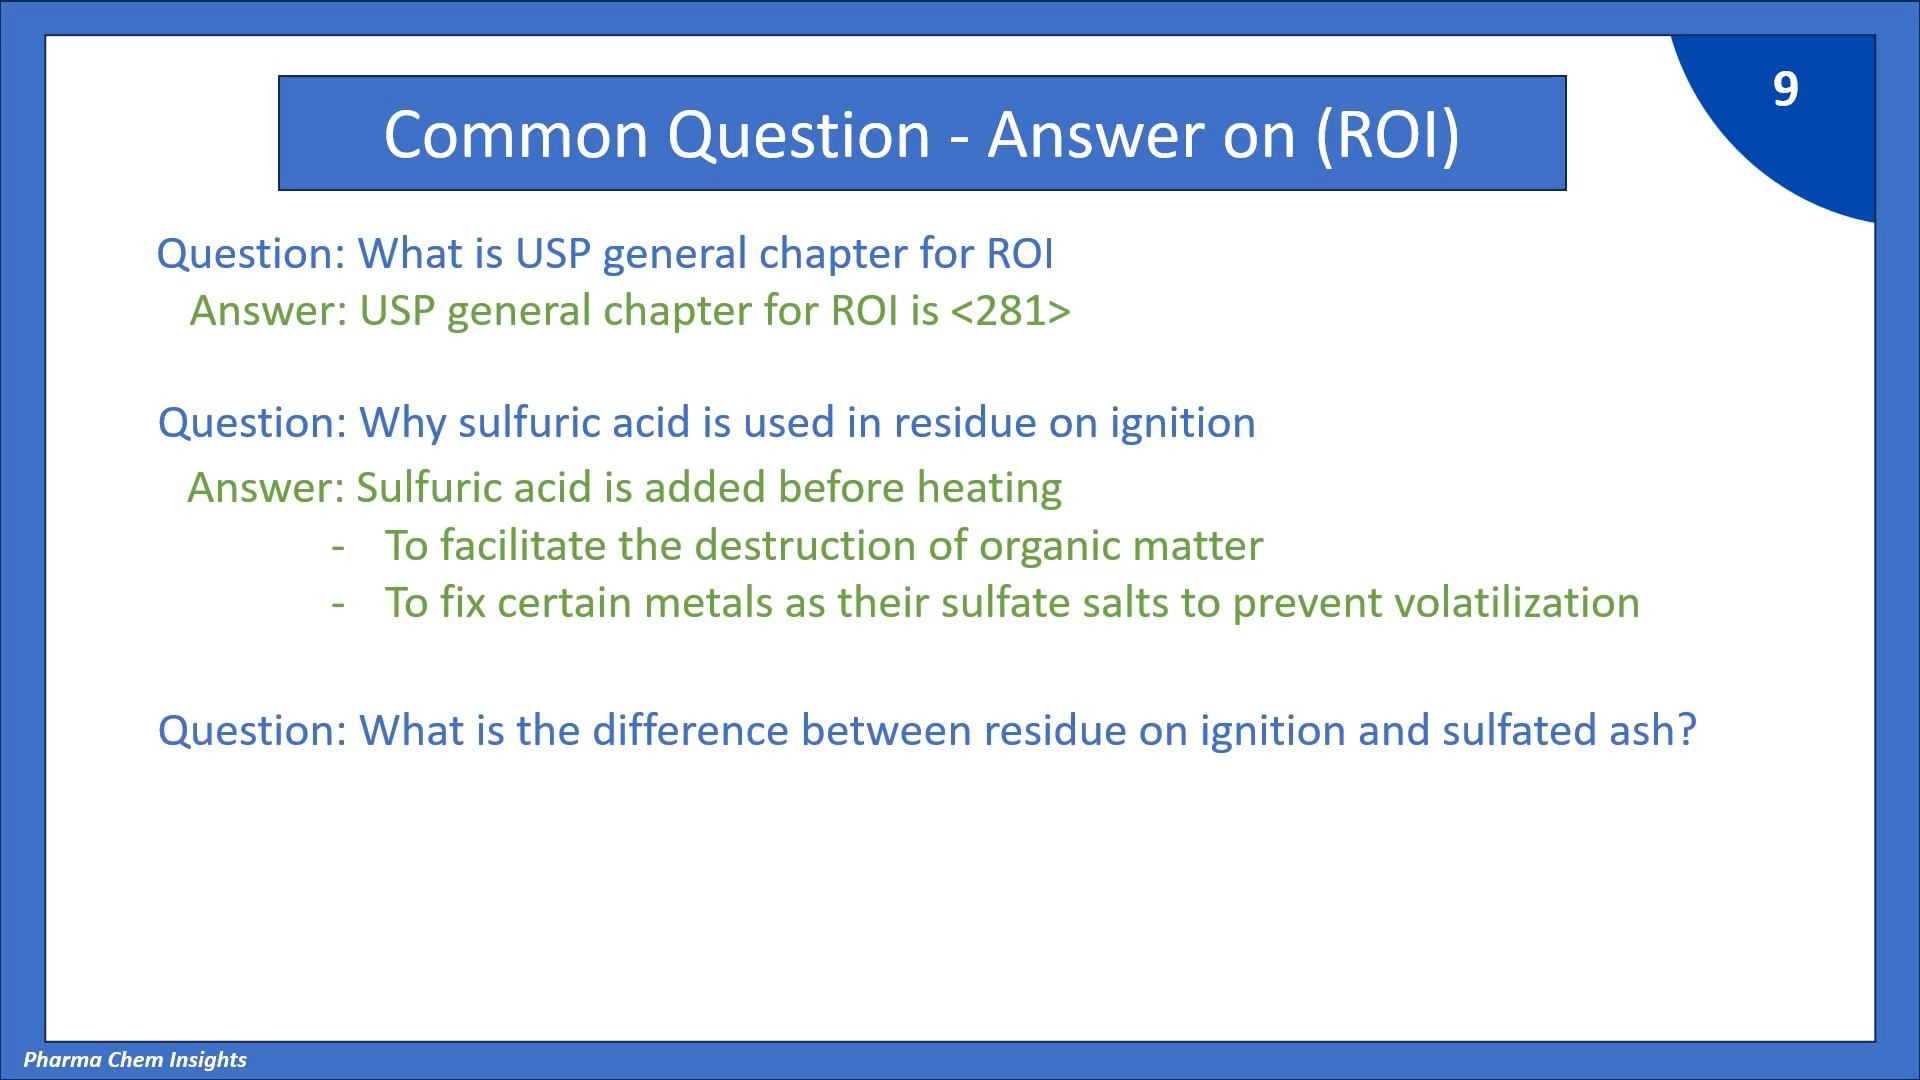 9
Common Question - Answer on (ROI)
Question: What is USP general chapter for ROI
Answer: USP general chapter for ROI is <281>
Question: Why sulfuric acid is used in residue on ignition
Answer: Sulfuric acid is added before heating
- To facilitate the destruction of organic matter
- To fix certain metals as their sulfate salts to prevent volatilization
Question: What is the difference between residue on ignition and sulfated ash?
Pharma Chem Insights